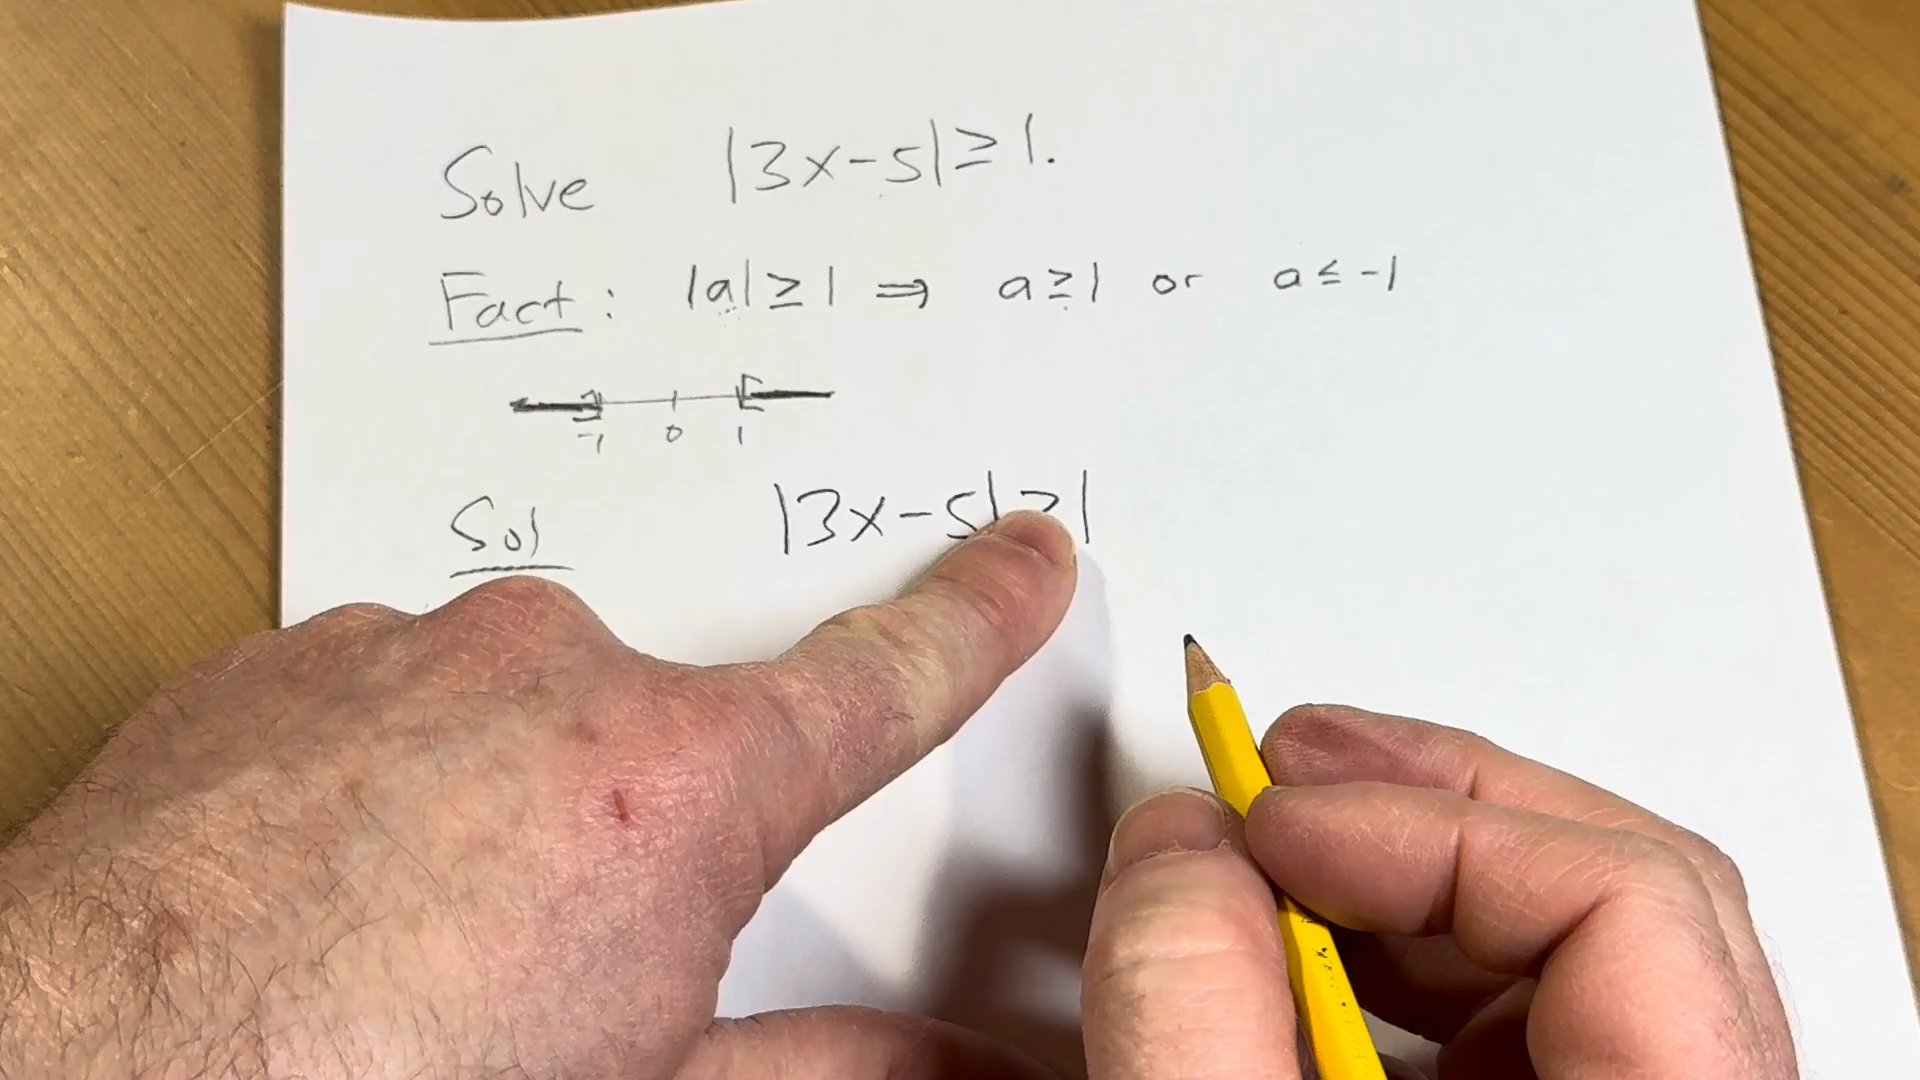 Solve |3x-5| ≥ 1.
Fact: |a| ≥ 1 ⇒ a ≥ 1 or a ≤ -1
-1 0 1
Sol |3x-5| ≥ 1